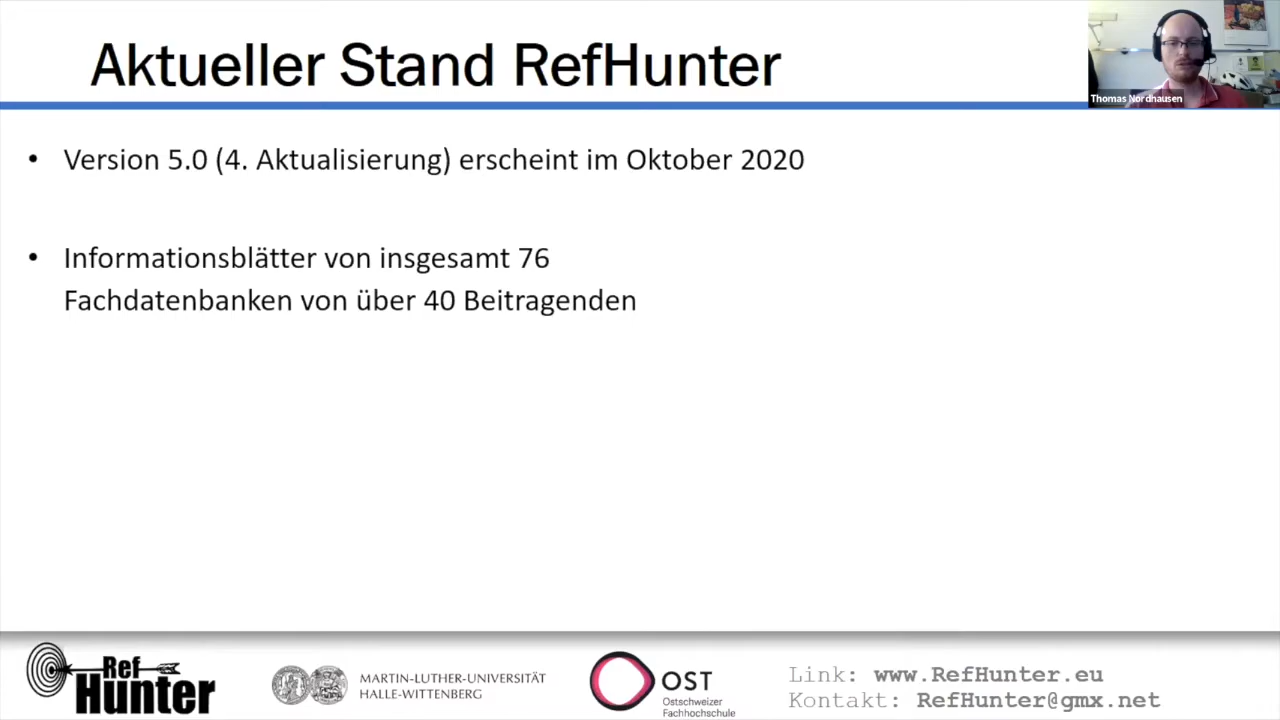 Aktueller Stand RefHunter
Thomas Nordhausen
• Version 5.0 (4. Aktualisierung) erscheint im Oktober 2020
• Informationsblätter von insgesamt 76
Fachdatenbanken von über 40 Beitragenden
Ref
Hunter
MARTIN-LUTHER-UNIVERSITÄT
HALLE-WITTENBERG
OST
Ostschweizer
Fachhochschule
Link: www.RefHunter.eu
Kontakt: RefHunter@gmx.net